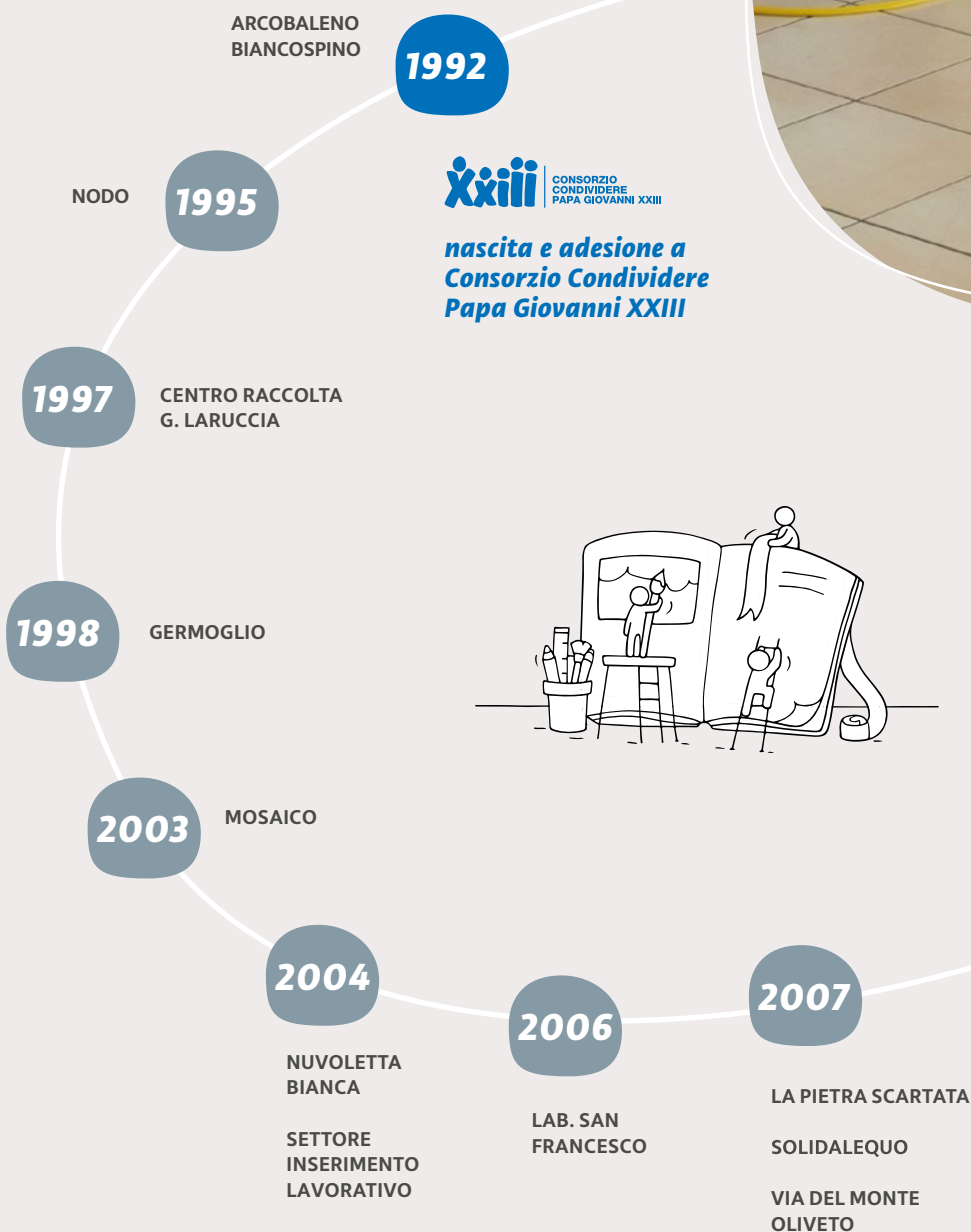 ARCOBALENO
BIANCOSPINO
1992
Xxiii
CONSORZIO
CONDIVIDERE
PAPA GIOVANNI XXIII
nascita e adesione a
Consorzio Condividere
Papa Giovanni XXIII
NODO
1995
1997
CENTRO RACCOLTA
G. LARUCCIA
1998
GERMOGLIO
2003
MOSAICO
2004
NUVOLETTA
BIANCA
SETTORE
INSERIMENTO
LAVORATIVO
2006
LAB. SAN
FRANCESCO
2007
LA PIETRA SCARTATA
SOLIDALEQUO
VIA DEL MONTE
OLIVETO